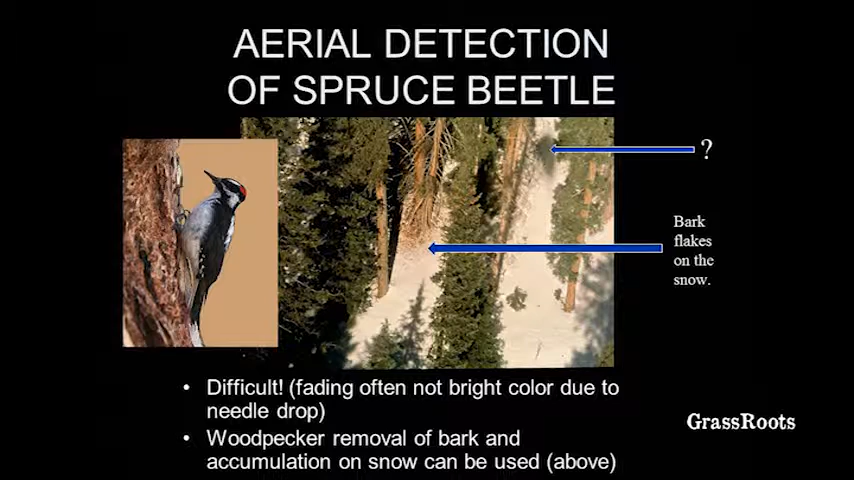 AERIAL DETECTION
OF SPRUCE BEETLE
?
Bark
flakes
on the
snow.
• Difficult! (fading often not bright color due to
needle drop)
• Woodpecker removal of bark and
accumulation on snow can be used (above)
GrassRoots